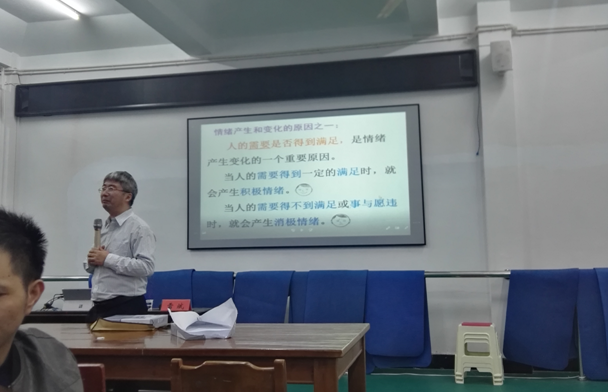 情绪产生和变化的原因之一：
人的需要是否得到满足，是情绪
产生变化的一个重要原因。
当人的需要得到一定的满足时，就
会产生积极情绪。
当人的需要得不到满足或事与愿违
时，就会产生消极情绪。